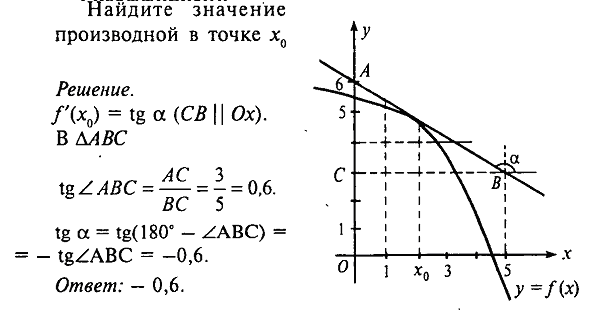 Найдите значение
производной в точке x₀
Решение.
f′(x₀) = tg α (CB || Ox).
В ΔABC
tg∠ABC = AC/BC = 3/5 = 0,6.
tg α = tg(180° − ∠ABC) =
= − tg∠ABC = −0,6.
Ответ: − 0,6.
y
A
6
5
C
B
α
1
O
1
x₀
3
5
x
y = f(x)